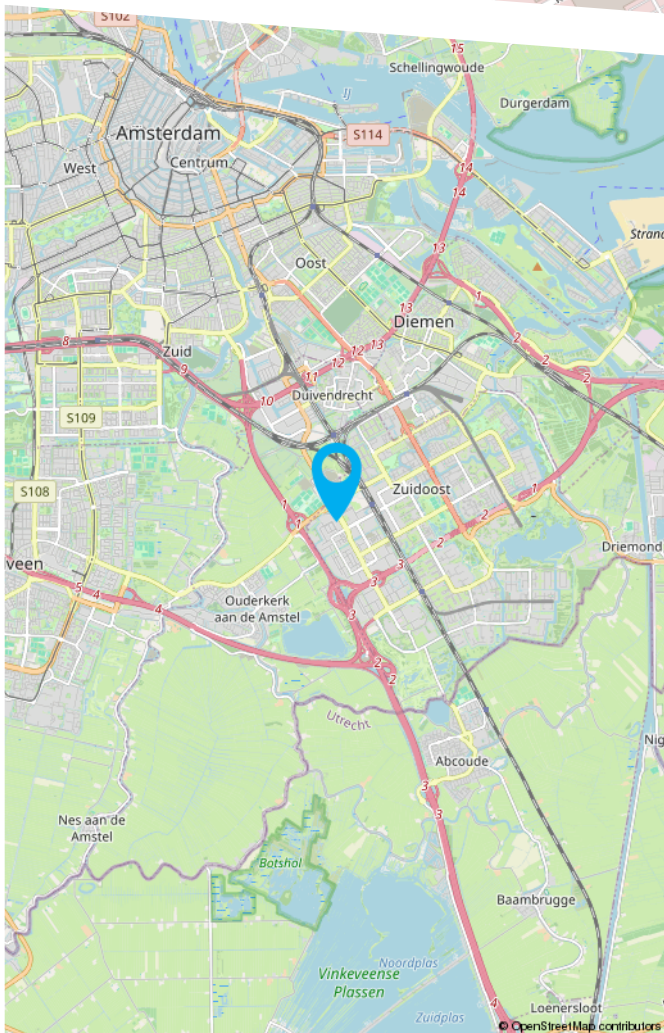 S102
15
Schellingwoude
IJ
Durgerdam
Amsterdam
S114
West
Centrum
14
14
Strand
13
Oost
1
13
Diemen
8
Zuid
12
13
2
9
11
12
2
2
10
Duivendrecht
S109
S108
Zuidoost
1
1
1
2
2
veen
Driemond
5
4
4
3
3
Ouderkerk
aan de Amstel
3
2
2
Utrecht
Nig
Abcoude
3
3
Nes aan de
Amstel
Botshol
Baambrugge
Noordplas
Vinkeveense
Plassen
4
Loenersloot
Zuidplas
© OpenStreetMap contributors